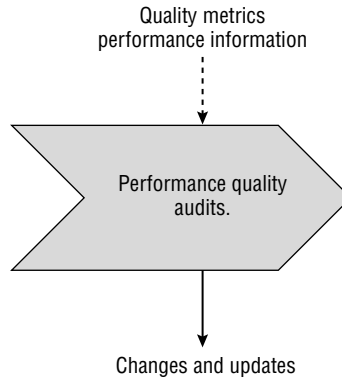 Quality metrics
performance information
Performance quality
audits.
Changes and updates